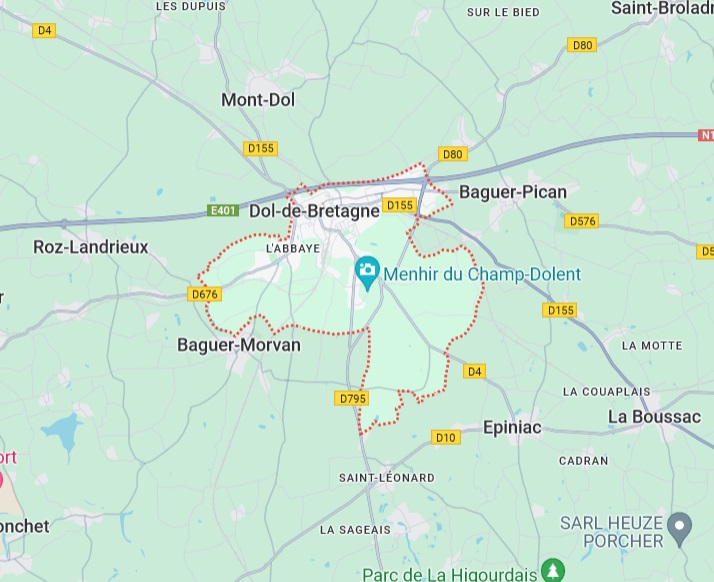 LES DUPUIS
SUR LE BIED
Saint-Broladr
D4
D80
Mont-Dol
N1
D155
D80
Baguer-Pican
E401
Dol-de-Bretagne
D155
D576
Roz-Landrieux
L'ABBAYE
D5
Menhir du Champ-Dolent
D676
D155
Baguer-Morvan
LA MOTTE
D4
LA COUAPLAIS
D795
La Boussac
Epiniac
D10
ort
CADRAN
SAINT-LÉONARD
onchet
LA SAGEAIS
SARL HEUZE
PORCHER
Parc de La Higourdais